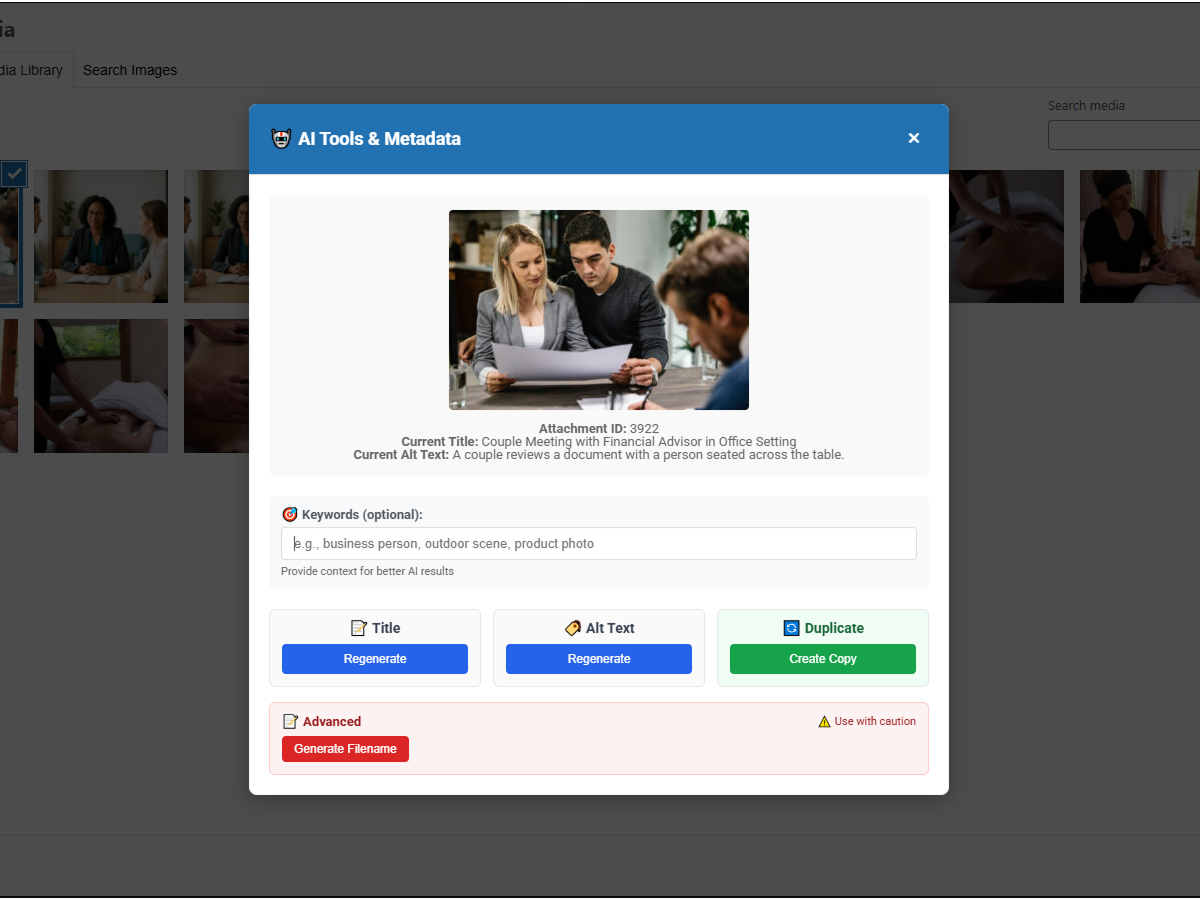 ia
dia Library
Search Images
Search media
AI Tools & Metadata
×
Attachment ID: 3922
Current Title: Couple Meeting with Financial Advisor in Office Setting
Current Alt Text: A couple reviews a document with a person seated across the table.
Keywords (optional):
e.g., business person, outdoor scene, product photo
Provide context for better AI results
Title
Regenerate
Alt Text
Regenerate
Duplicate
Create Copy
Advanced
Use with caution
Generate Filename